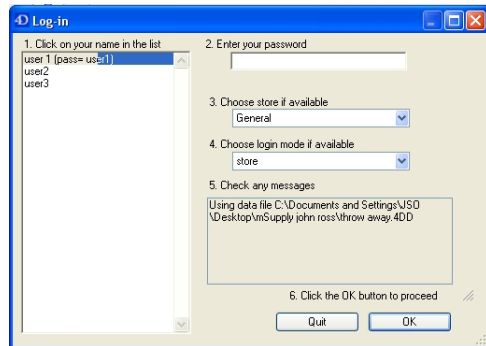 Log-in
1. Click on your name in the list
user 1 (pass= user1)
user2
user3
2. Enter your password
3. Choose store if available
General
4. Choose login mode if available
store
5. Check any messages
Using data file C:\Documents and Settings\JSO
\Desktop\mSupply john ross\throw away.4DD
6. Click the OK button to proceed
Quit
OK